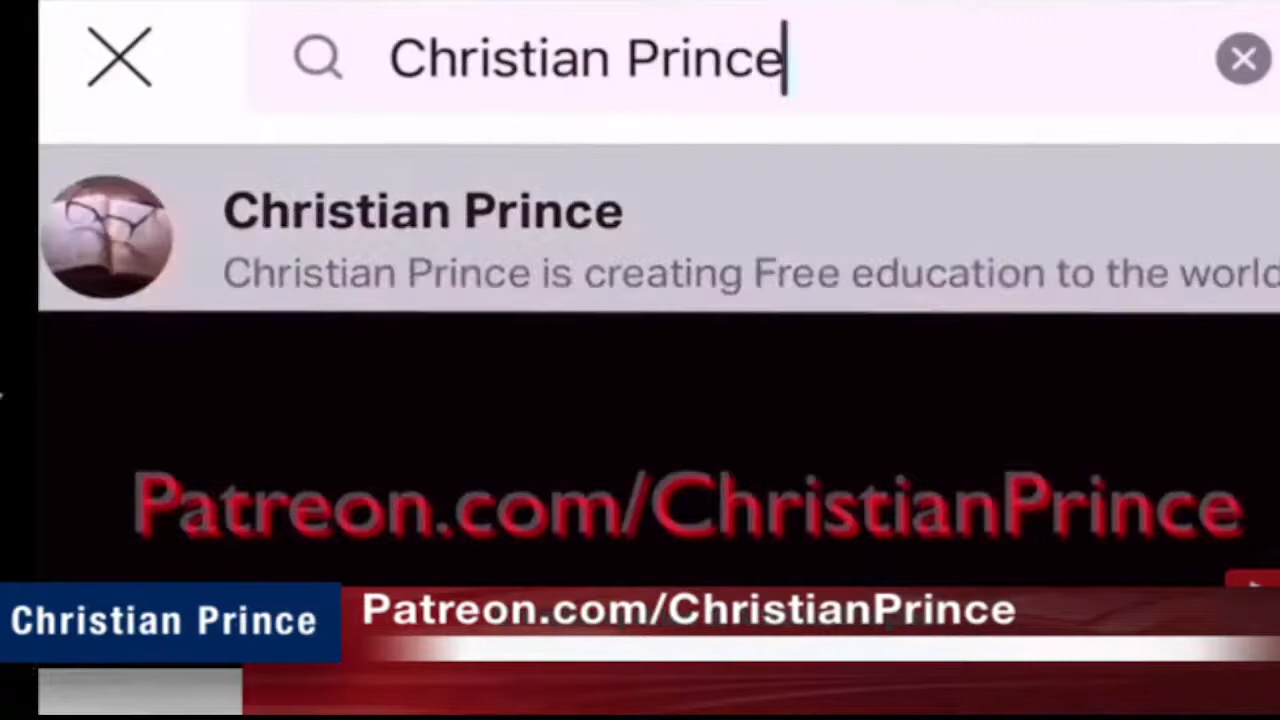 Christian Prince
Christian Prince
Christian Prince is creating Free education to the world
Patreon.com/ChristianPrince
Christian Prince
Patreon.com/ChristianPrince